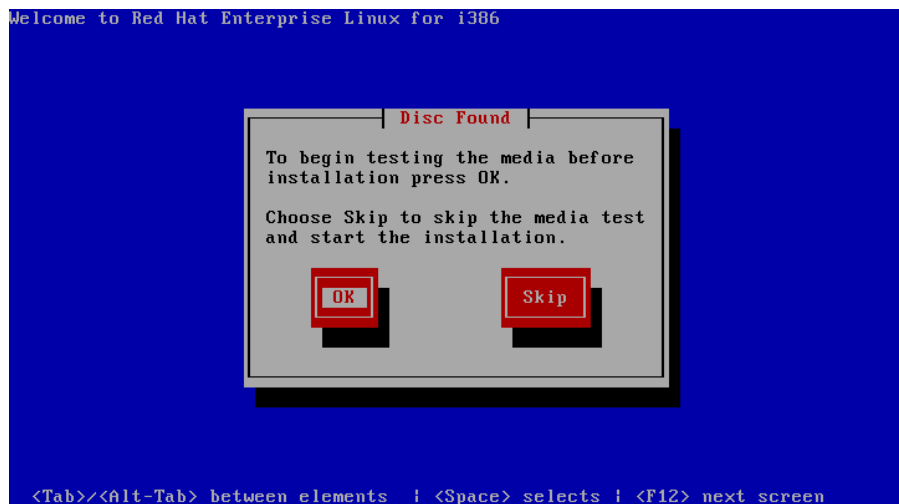 Welcome to Red Hat Enterprise Linux for i386
Disc Found
To begin testing the media before
installation press OK.
Choose Skip to skip the media test
and start the installation.
OK
Skip
<Tab>/<Alt-Tab> between elements | <Space> selects | <F12> next screen